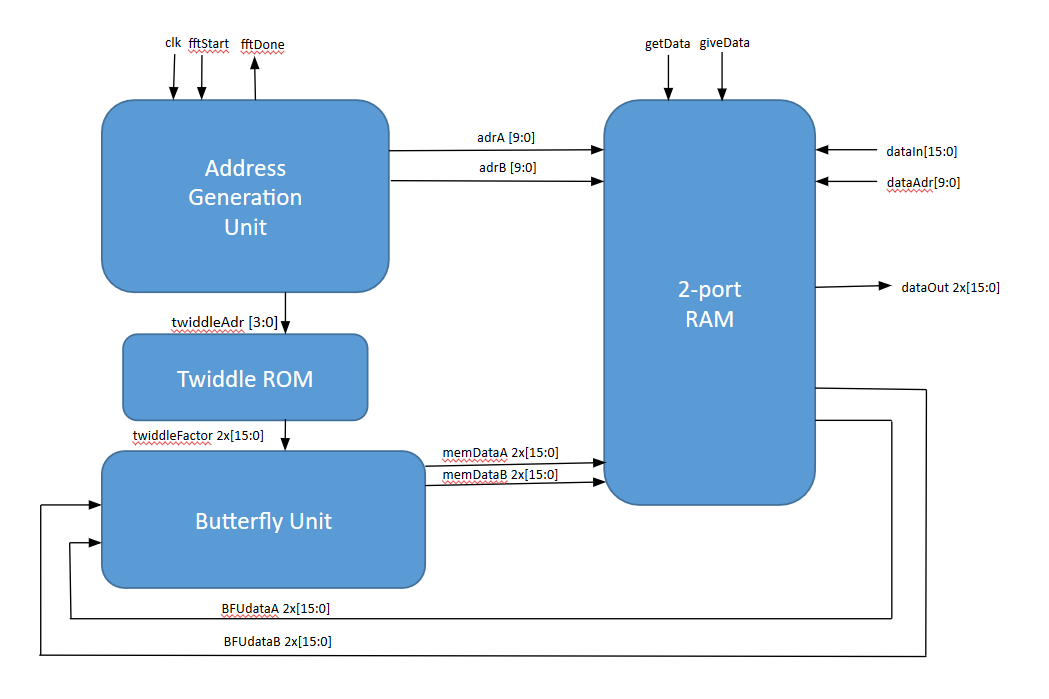 clk fftStart fftDone
getData giveData
Address
Generation
Unit
adrA [9:0]
adrB [9:0]
dataIn[15:0]
dataAdr[9:0]
2-port
RAM
dataOut 2x[15:0]
twiddleAdr [3:0]
Twiddle ROM
twiddleFactor 2x[15:0]
memDataA 2x[15:0]
memDataB 2x[15:0]
Butterfly Unit
BFUdataA 2x[15:0]
BFUdataB 2x[15:0]